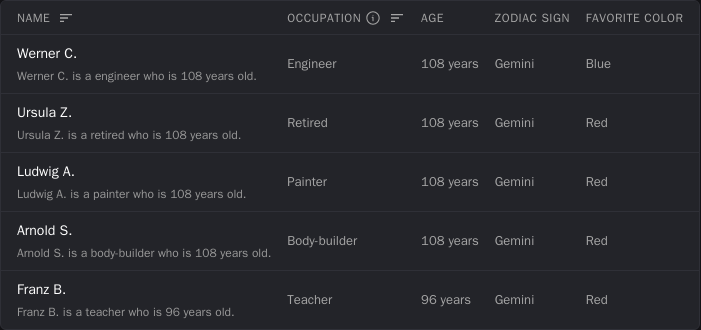 NAME OCCUPATION AGE ZODIAC SIGN FAVORITE COLOR
Werner C.
Werner C. is a engineer who is 108 years old.
Engineer 108 years Gemini Blue
Ursula Z.
Ursula Z. is a retired who is 108 years old.
Retired 108 years Gemini Red
Ludwig A.
Ludwig A. is a painter who is 108 years old.
Painter 108 years Gemini Red
Arnold S.
Arnold S. is a body-builder who is 108 years old.
Body-builder 108 years Gemini Red
Franz B.
Franz B. is a teacher who is 96 years old.
Teacher 96 years Gemini Red